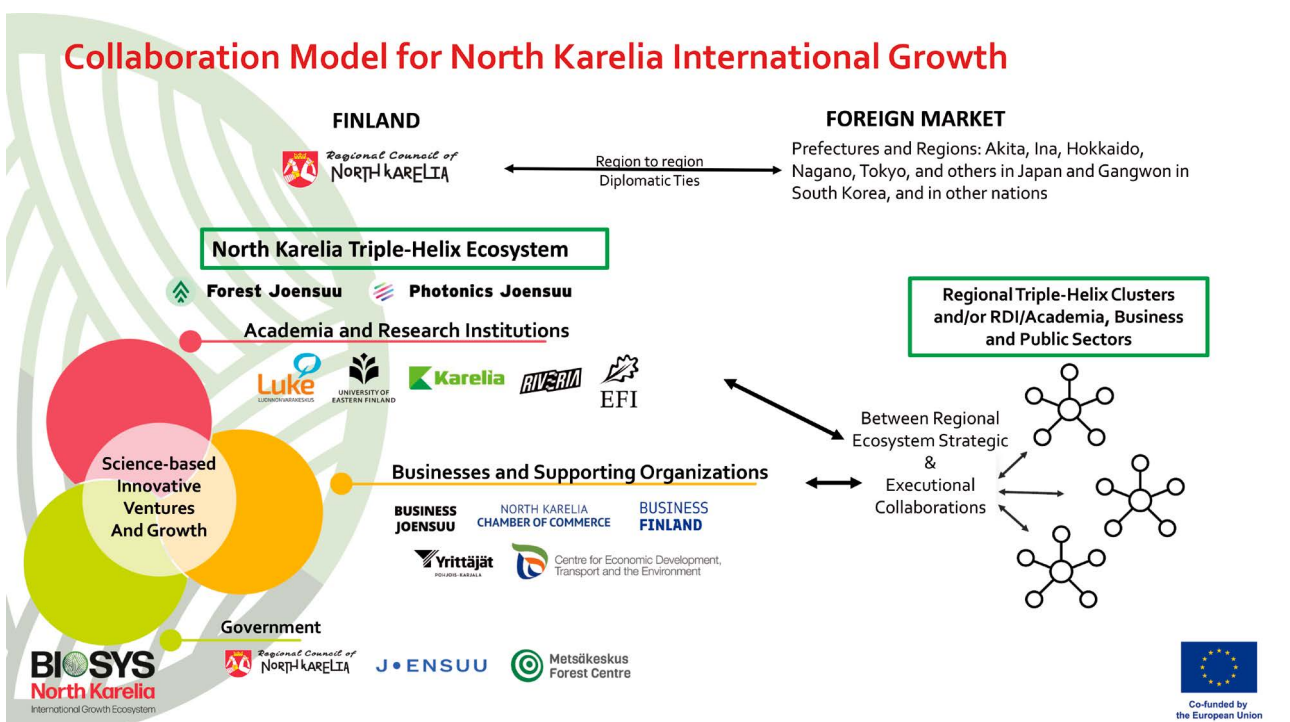 Collaboration Model for North Karelia International Growth
FINLAND
Regional Council of
NORTH KARELIA
Region to region
Diplomatic Ties
FOREIGN MARKET
Prefectures and Regions: Akita, Ina, Hokkaido,
Nagano, Tokyo, and others in Japan and Gangwon in
South Korea, and in other nations
North Karelia Triple-Helix Ecosystem
Forest Joensuu
Photonics Joensuu
Academia and Research Institutions
Luke
LUONNONVARAKESKUS
UNIVERSITY OF
EASTERN FINLAND
Karelia
RIVERIA
EFI
Regional Triple-Helix Clusters
and/or RDI/Academia, Business
and Public Sectors
Between Regional
Ecosystem Strategic
&
Executional
Collaborations
Science-based
Innovative
Ventures
And Growth
Businesses and Supporting Organizations
BUSINESS
JOENSUU
NORTH KARELIA
CHAMBER OF COMMERCE
BUSINESS
FINLAND
Yrittäjät
POHJOIS-KARJALA
Centre for Economic Development,
Transport and the Environment
Government
Regional Council of
NORTH KARELIA
JOENSUU
Metsäkeskus
Forest Centre
BIOSYS
North Karelia
International Growth Ecosystem
Co-funded by
the European Union